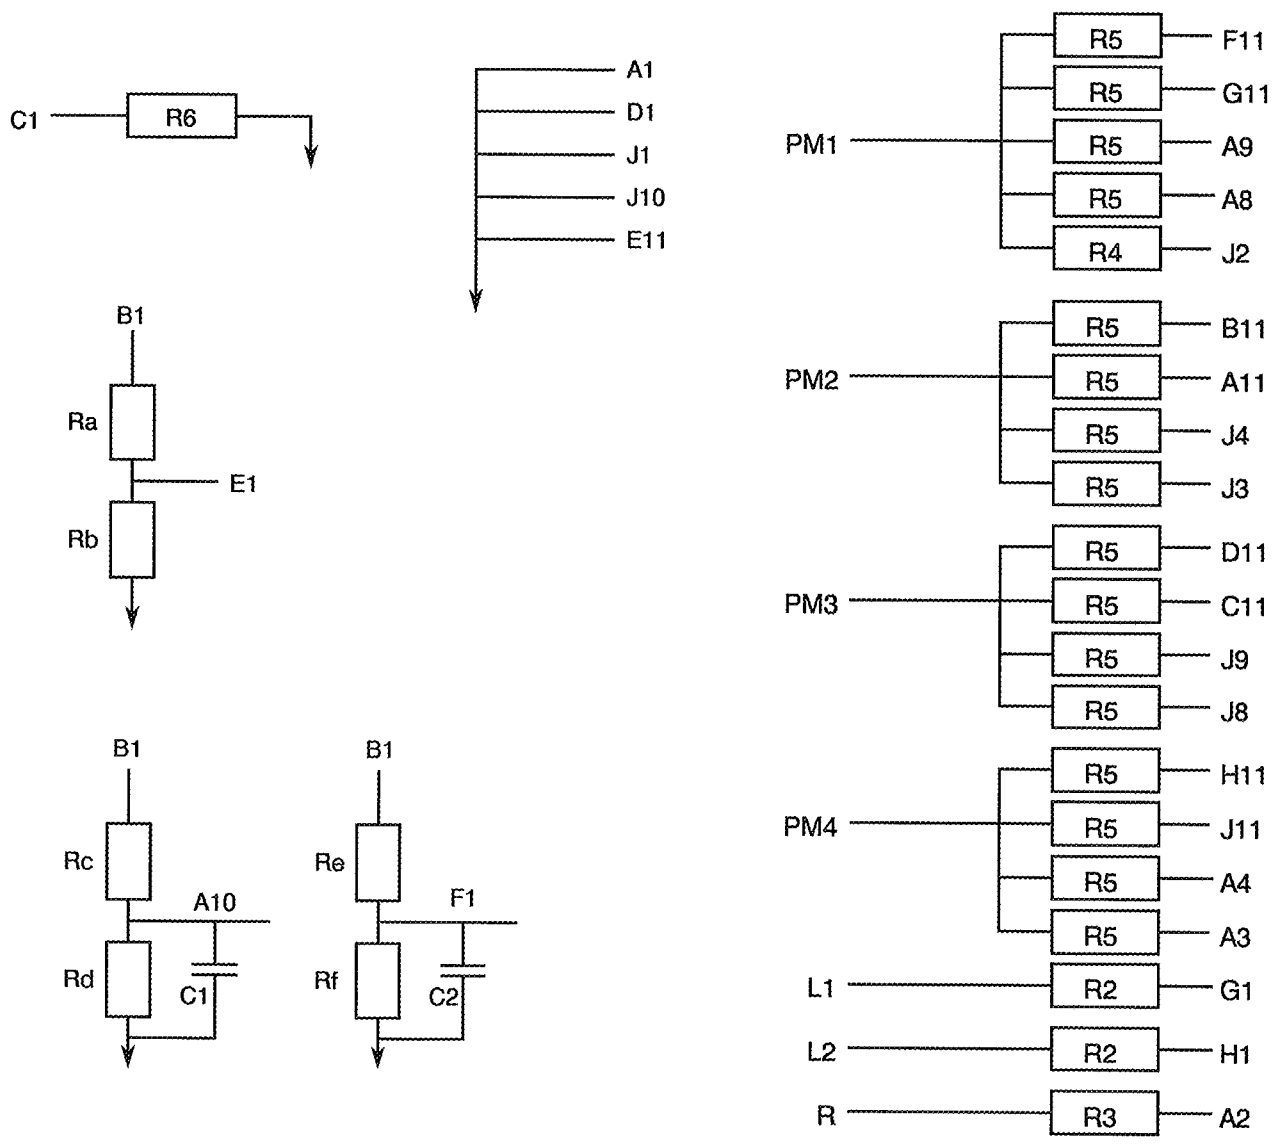 C1 R6
A1
D1
J1
J10
E11
B1
Ra
E1
Rb
B1
Rc
A10
Rd
C1
B1
Re
F1
Rf
C2
PM1
R5 F11
R5 G11
R5 A9
R5 A8
R4 J2
PM2
R5 B11
R5 A11
R5 J4
R5 J3
PM3
R5 D11
R5 C11
R5 J9
R5 J8
PM4
R5 H11
R5 J11
R5 A4
R5 A3
L1 R2 G1
L2 R2 H1
R R3 A2